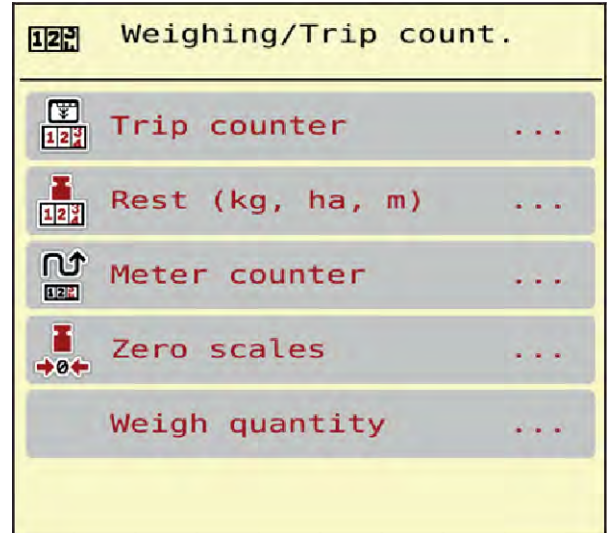 Weighing/Trip count.
Trip counter ...
Rest (kg, ha, m) ...
Meter counter ...
Zero scales ...
Weigh quantity ...